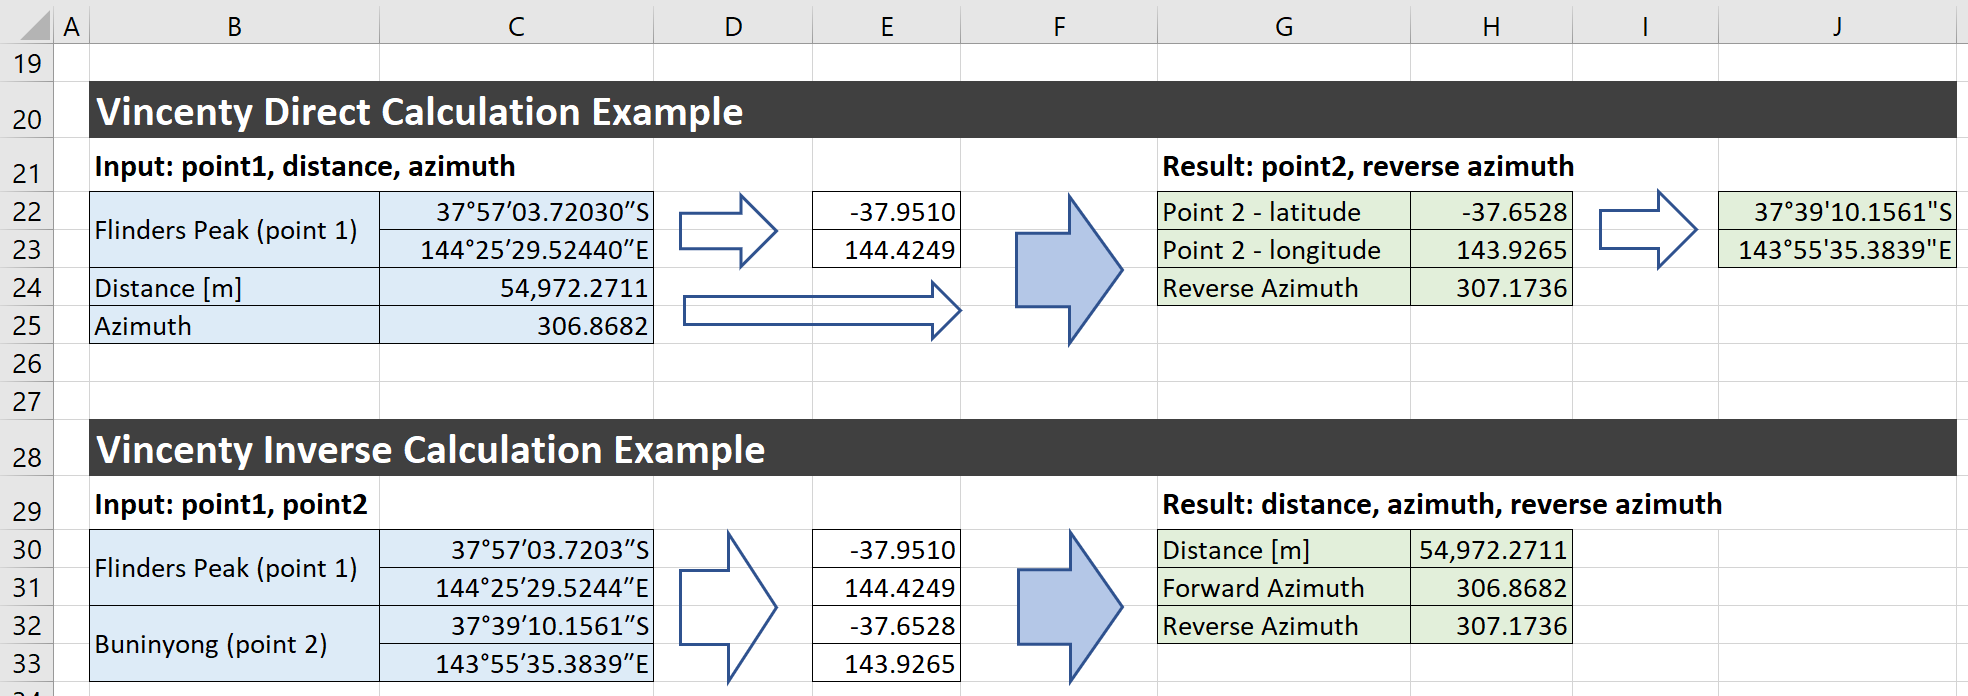 A B C D E F G H I J
19
20 Vincenty Direct Calculation Example
21 Input: point1, distance, azimuth Result: point2, reverse azimuth
22 37°57′03.72030″S -37.9510 Point 2 - latitude -37.6528 37°39'10.1561"S
Flinders Peak (point 1)
23 144°25′29.52440″E 144.4249 Point 2 - longitude 143.9265 143°55'35.3839"E
24 Distance [m] 54,972.2711 Reverse Azimuth 307.1736
25 Azimuth 306.8682
26
27
28 Vincenty Inverse Calculation Example
29 Input: point1, point2 Result: distance, azimuth, reverse azimuth
30 37°57′03.7203″S -37.9510 Distance [m] 54,972.2711
Flinders Peak (point 1)
31 144°25′29.5244″E 144.4249 Forward Azimuth 306.8682
32 37°39′10.1561″S -37.6528 Reverse Azimuth 307.1736
Buninyong (point 2)
33 143°55′35.3839″E 143.9265